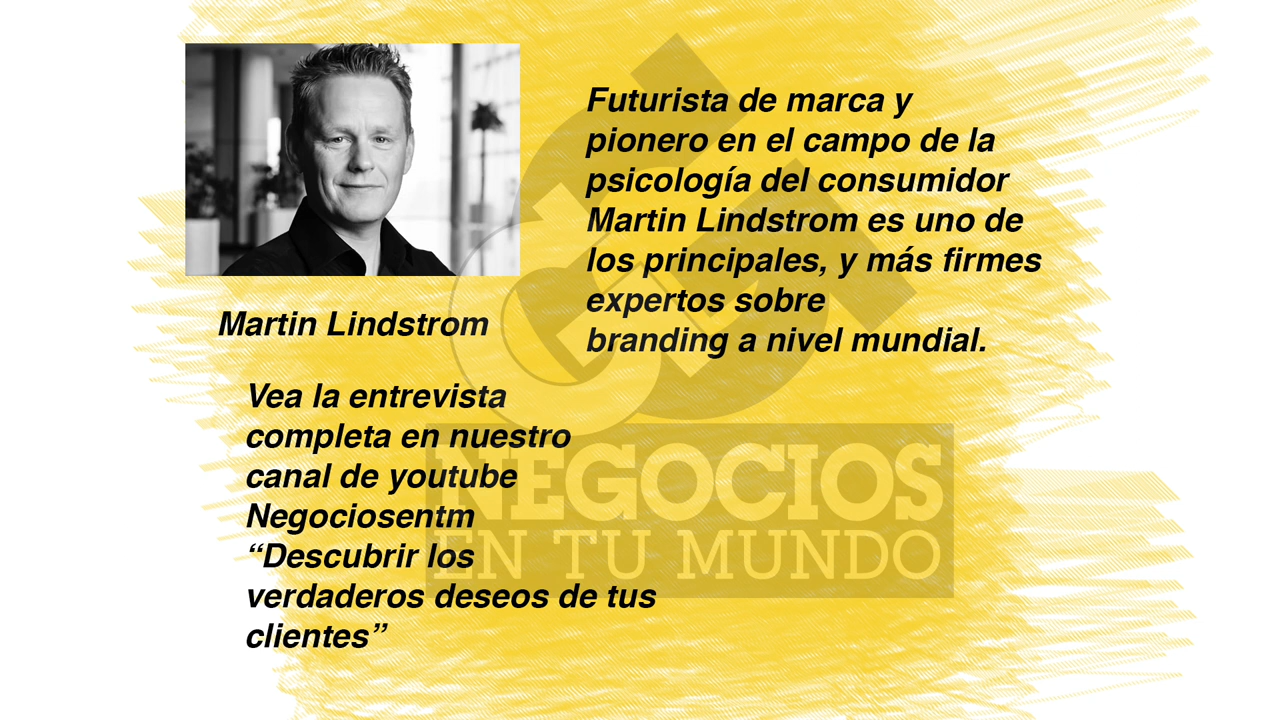 Martin Lindstrom
Futurista de marca y
pionero en el campo de la
psicología del consumidor
Martin Lindstrom es uno de
los principales, y más firmes
expertos sobre
branding a nivel mundial.
Vea la entrevista
completa en nuestro
canal de youtube
Negociosentm
“Descubrir los
verdaderos deseos de tus
clientes”
NEGOCIOS
EN TU MUNDO